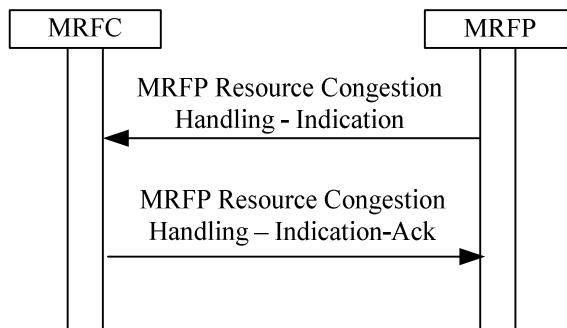 MRFC
MRFP
MRFP Resource Congestion
Handling - Indication
MRFP Resource Congestion
Handling – Indication-Ack